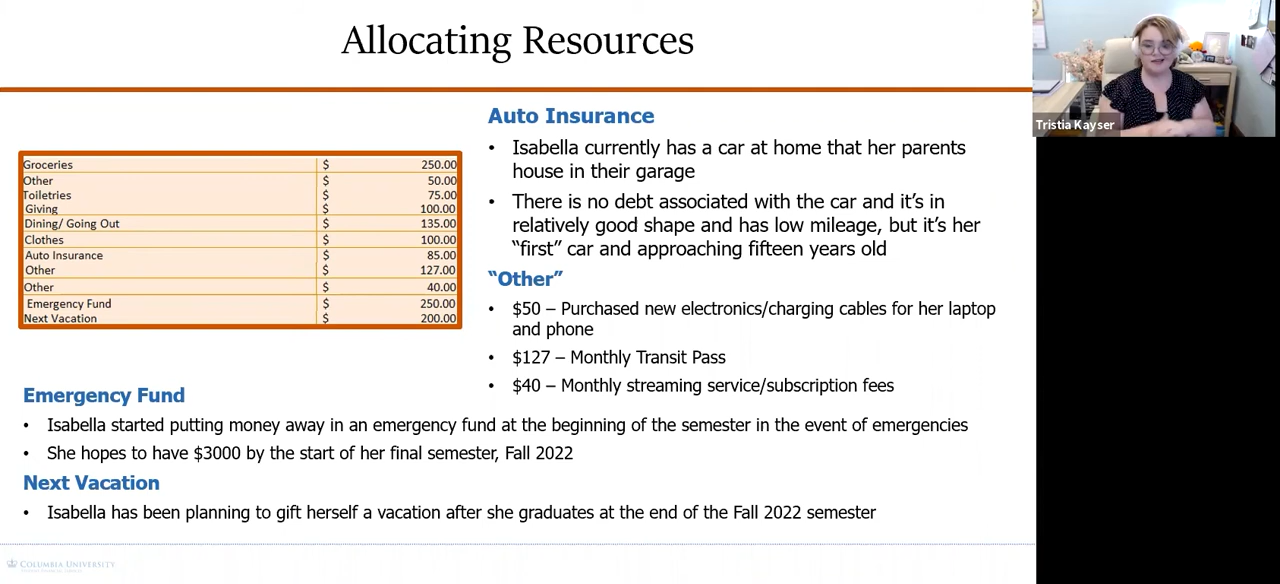 Allocating Resources
Tristia Kayser
Groceries $ 250.00
Other $ 50.00
Toiletries $ 75.00
Giving $ 100.00
Dining/ Going Out $ 135.00
Clothes $ 100.00
Auto Insurance $ 85.00
Other $ 127.00
Other $ 40.00
Emergency Fund $ 250.00
Next Vacation $ 200.00
Auto Insurance
• Isabella currently has a car at home that her parents
house in their garage
• There is no debt associated with the car and it’s in
relatively good shape and has low mileage, but it’s her
“first” car and approaching fifteen years old
“Other”
• $50 – Purchased new electronics/charging cables for her laptop
and phone
• $127 – Monthly Transit Pass
• $40 – Monthly streaming service/subscription fees
Emergency Fund
• Isabella started putting money away in an emergency fund at the beginning of the semester in the event of emergencies
• She hopes to have $3000 by the start of her final semester, Fall 2022
Next Vacation
• Isabella has been planning to gift herself a vacation after she graduates at the end of the Fall 2022 semester
COLUMBIA UNIVERSITY